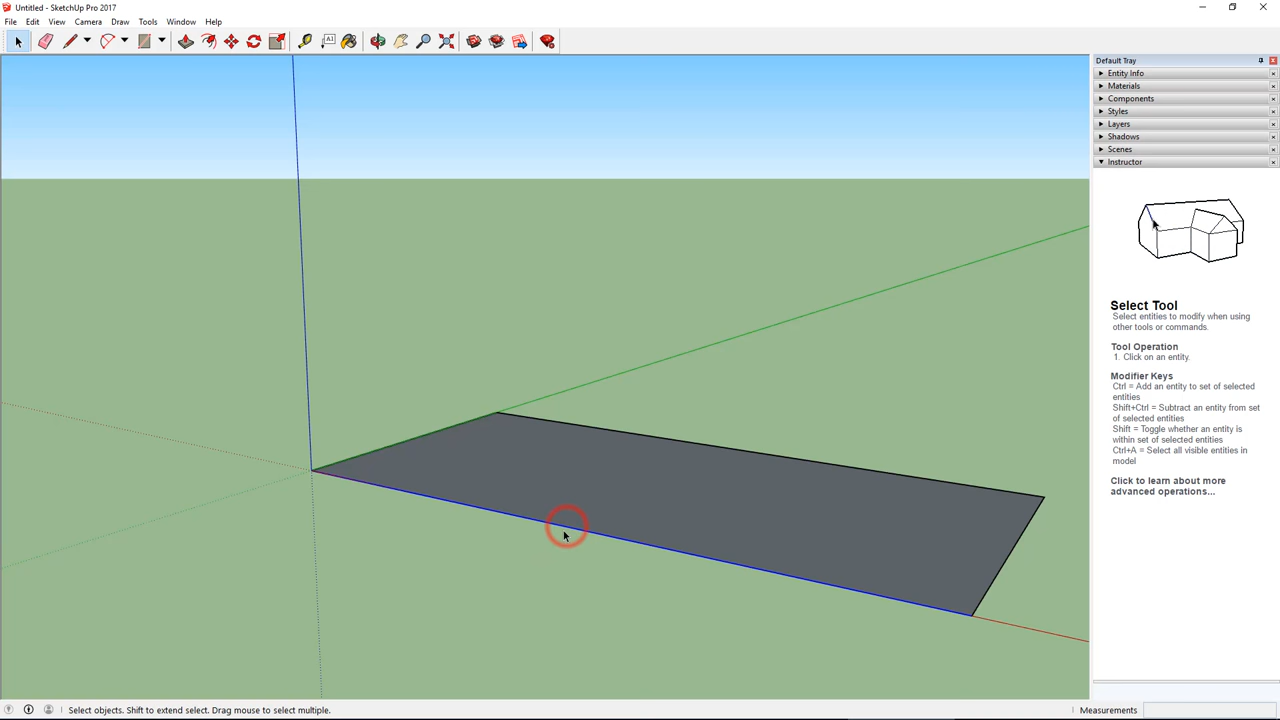 Untitled - SketchUp Pro 2017
File Edit View Camera Draw Tools Window Help
Default Tray
Entity Info
Materials
Components
Styles
Layers
Shadows
Scenes
Instructor
Select Tool
Select entities to modify when using
other tools or commands.
Tool Operation
1. Click on an entity.
Modifier Keys
Ctrl = Add an entity to set of selected
entities
Shift+Ctrl = Subtract an entity from set
of selected entities
Shift = Toggle whether an entity is
within set of selected entities
Ctrl+A = Select all visible entities in
model
Click to learn about more
advanced operations...
Select objects. Shift to extend select. Drag mouse to select multiple.
Measurements